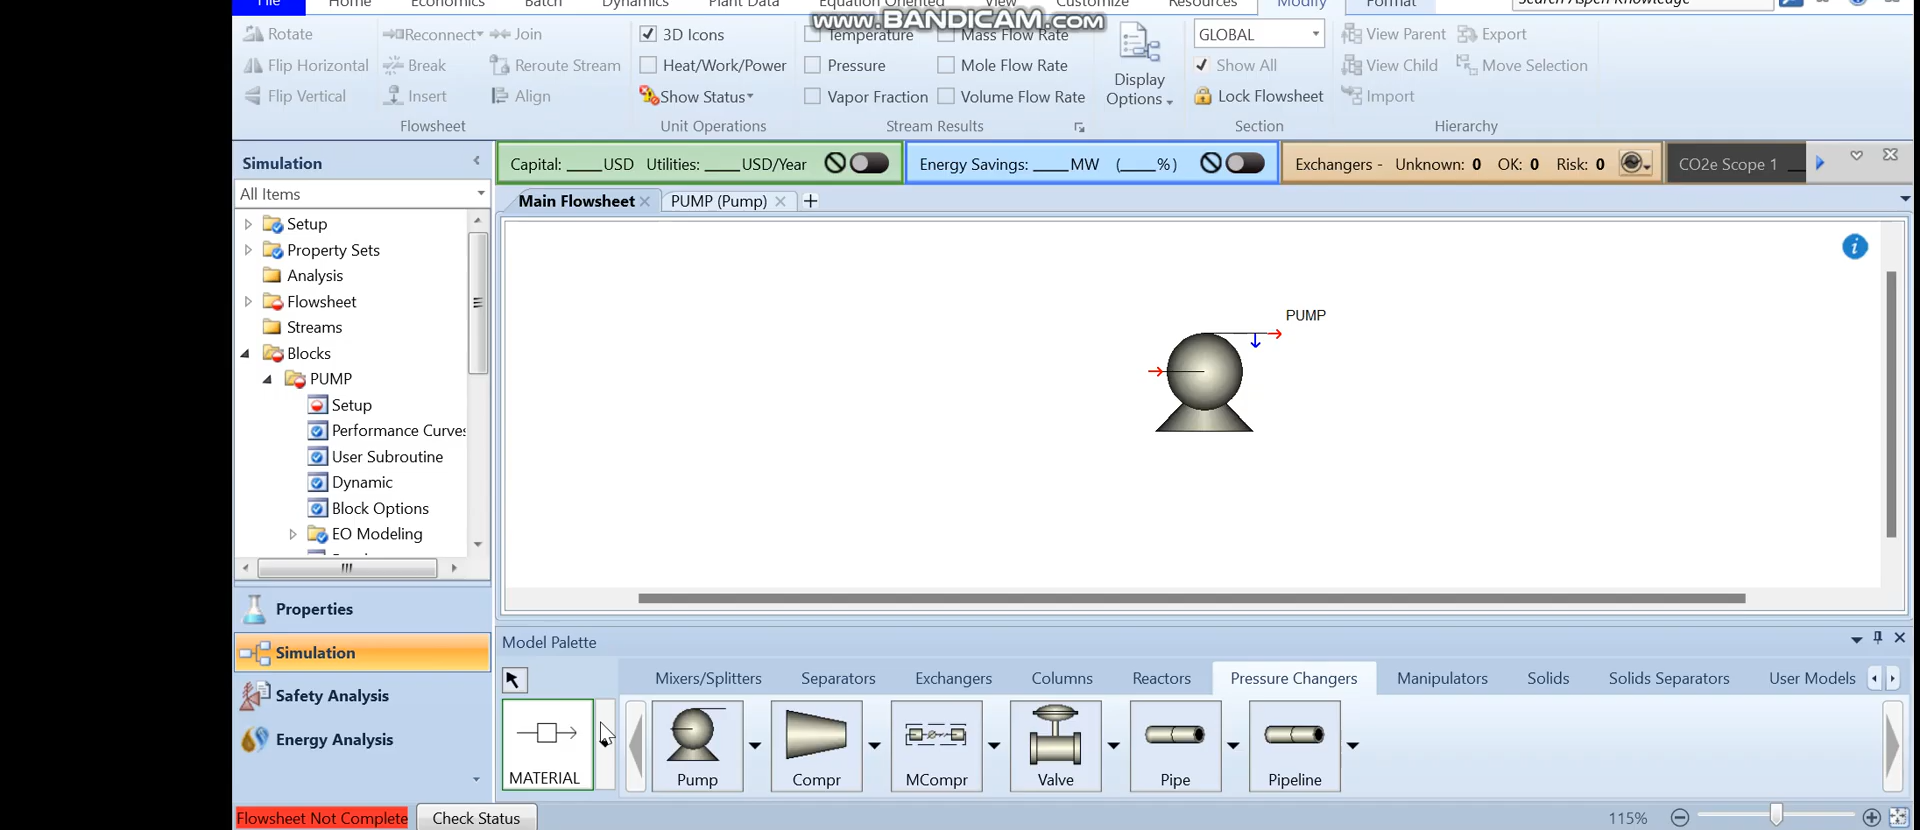 File Home Economics Batch Dynamics Plant Data Equation Oriented View Customize Resources Modify Format Search Aspen Knowledge
www.BANDICAM.com
Rotate Reconnect Join 3D Icons Temperature Mass Flow Rate GLOBAL View Parent Export
Flip Horizontal Break Reroute Stream Heat/Work/Power Pressure Mole Flow Rate Display Options Show All View Child Move Selection
Flip Vertical Insert Align Show Status Vapor Fraction Volume Flow Rate Lock Flowsheet Import
Flowsheet Unit Operations Stream Results Section Hierarchy
Simulation Capital: ____USD Utilities: ____USD/Year Energy Savings: ____MW (____%) Exchangers - Unknown: 0 OK: 0 Risk: 0 CO2e Scope 1 __
All Items Main Flowsheet PUMP (Pump) +
Setup
Property Sets
Analysis
Flowsheet
Streams
Blocks
PUMP
Setup
Performance Curves
User Subroutine
Dynamic
Block Options
EO Modeling
PUMP
Properties
Simulation
Safety Analysis
Energy Analysis
Model Palette
Mixers/Splitters Separators Exchangers Columns Reactors Pressure Changers Manipulators Solids Solids Separators User Models
MATERIAL Pump Compr MCompr Valve Pipe Pipeline
Flowsheet Not Complete Check Status 115%